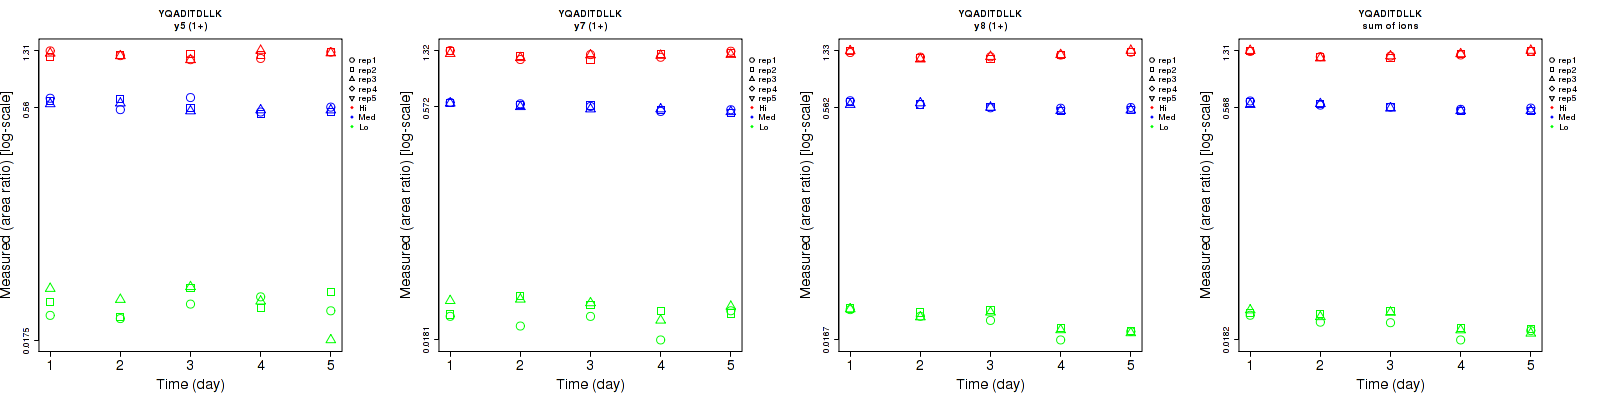 YQADITDLLK
y5 (1+)
Measured (area ratio) [log-scale]
1.31
0.56
0.0175
1 2 3 4 5
Time (day)
rep1
rep2
rep3
rep4
rep5
Hi
Med
Lo
YQADITDLLK
y7 (1+)
Measured (area ratio) [log-scale]
1.32
0.572
0.0181
1 2 3 4 5
Time (day)
rep1
rep2
rep3
rep4
rep5
Hi
Med
Lo
YQADITDLLK
y8 (1+)
Measured (area ratio) [log-scale]
1.33
0.562
0.0167
1 2 3 4 5
Time (day)
rep1
rep2
rep3
rep4
rep5
Hi
Med
Lo
YQADITDLLK
sum of ions
Measured (area ratio) [log-scale]
1.31
0.568
0.0182
1 2 3 4 5
Time (day)
rep1
rep2
rep3
rep4
rep5
Hi
Med
Lo